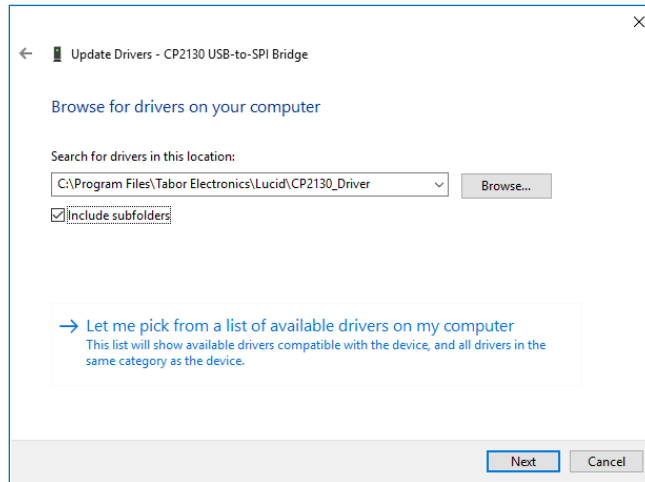 Update Drivers - CP2130 USB-to-SPI Bridge
Browse for drivers on your computer
Search for drivers in this location:
C:\Program Files\Tabor Electronics\Lucid\CP2130_Driver
Browse...
Include subfolders
Let me pick from a list of available drivers on my computer
This list will show available drivers compatible with the device, and all drivers in the
same category as the device.
Next
Cancel